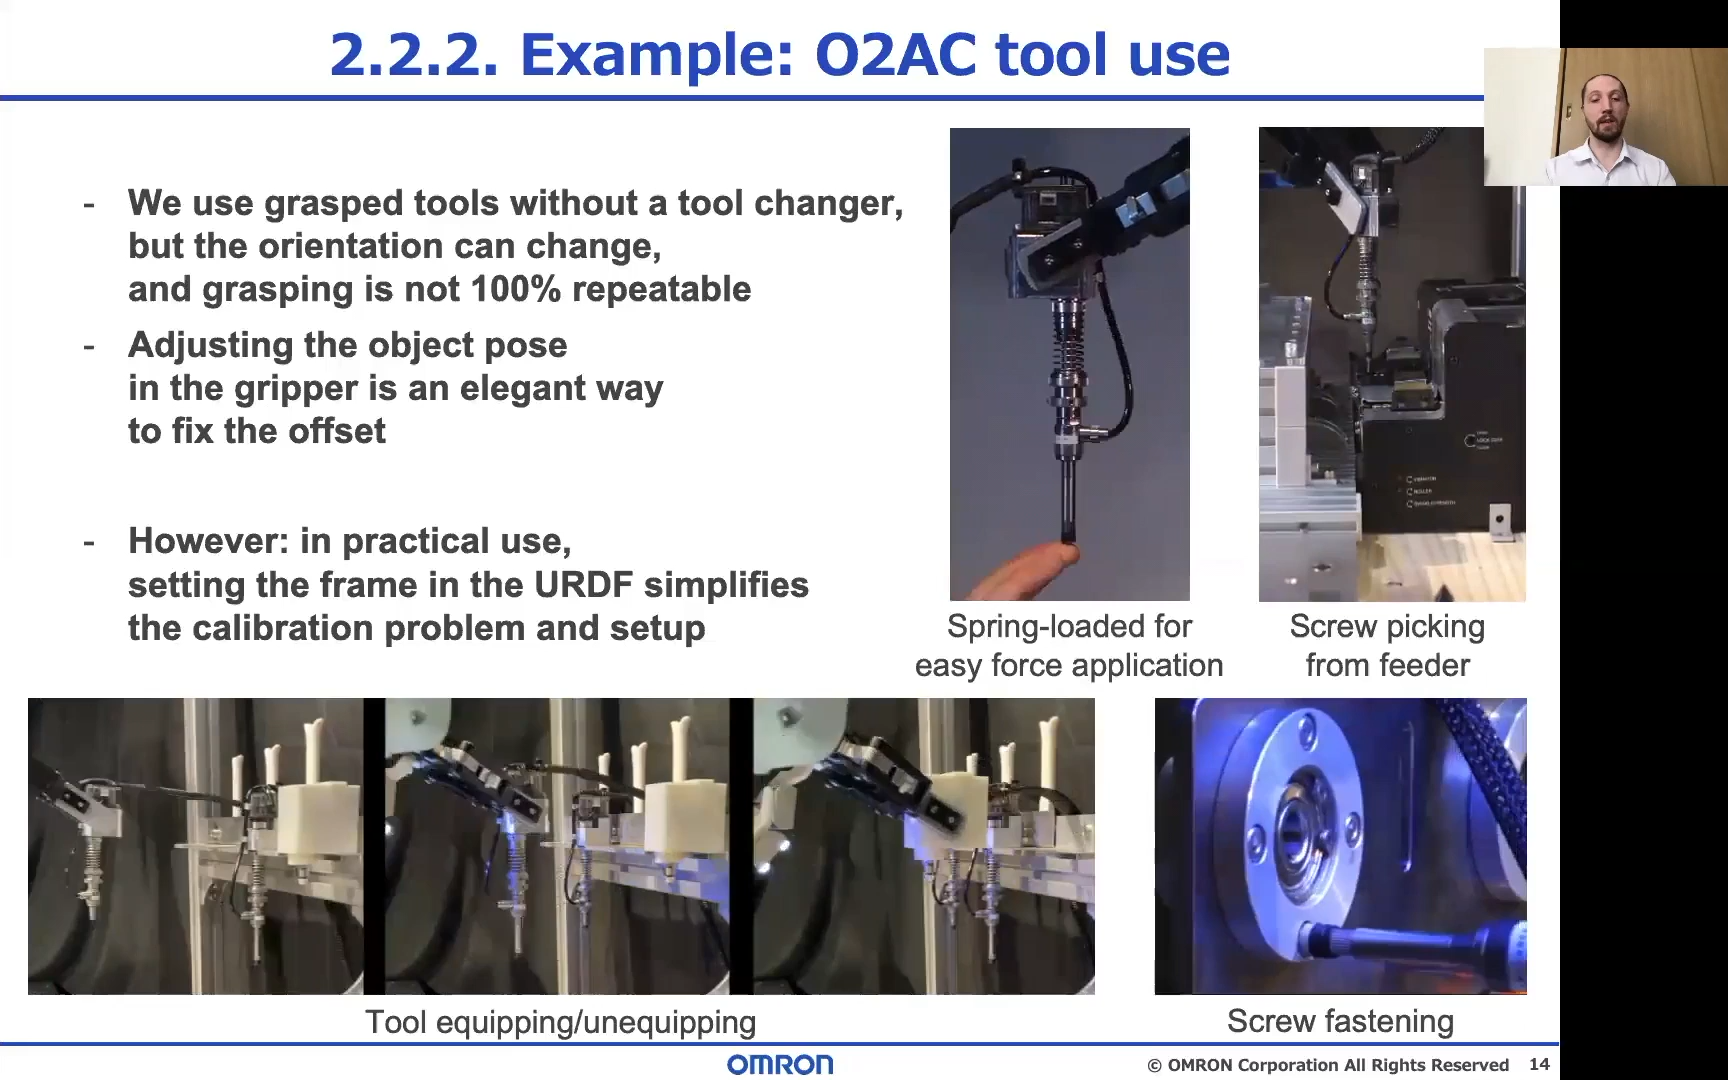 2.2.2. Example: O2AC tool use
- We use grasped tools without a tool changer,
but the orientation can change,
and grasping is not 100% repeatable
- Adjusting the object pose
in the gripper is an elegant way
to fix the offset
- However: in practical use,
setting the frame in the URDF simplifies
the calibration problem and setup
Spring-loaded for
easy force application
Screw picking
from feeder
Tool equipping/unequipping
Screw fastening
OMRON
© OMRON Corporation All Rights Reserved 14